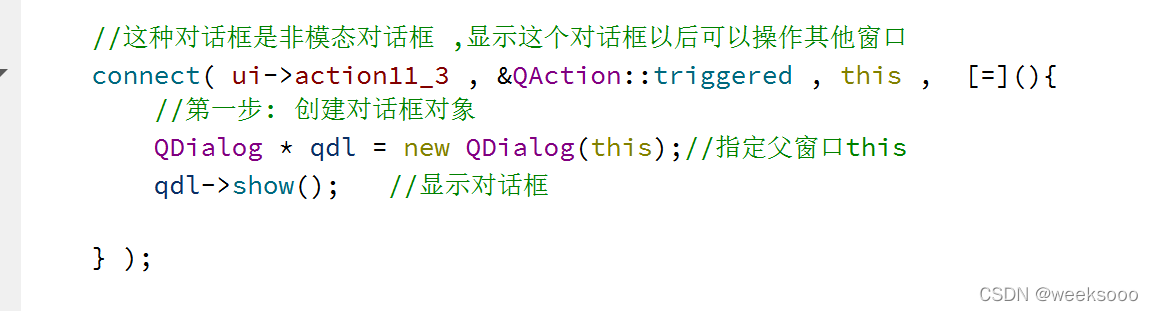 //这种对话框是非模态对话框 ,显示这个对话框以后可以操作其他窗口
connect( ui->action11_3 , &QAction::triggered , this ,  [=](){
//第一步: 创建对话框对象
QDialog * qdl = new QDialog(this);//指定父窗口this
qdl->show();   //显示对话框
} );
CSDN @weeksooo